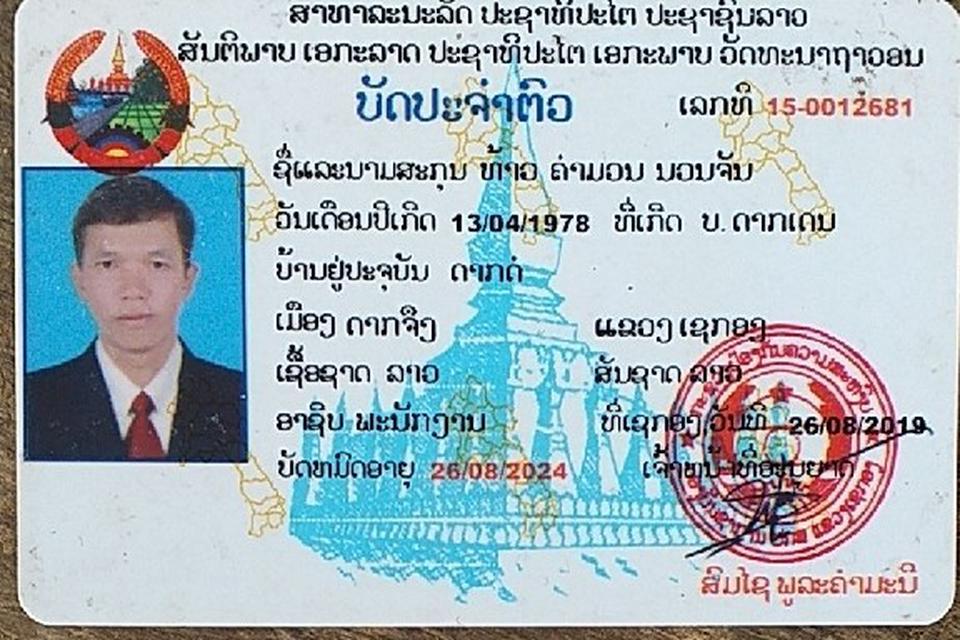 ສາທາລະນະລັດ ປະຊາທິປະໄຕ ປະຊາຊົນລາວ
ສັນຕິພາບ ເອກະລາດ ປະຊາທິປະໄຕ ເອກະພາບ ວັດທະນາຖາວອນ
ບັດປະຈຳຕົວ ເລກທີ 15-0012681
ຊື່ແລະນາມສະກຸນ ທ້າວ ຄຳມອນ ນອນຈັນ
ວັນເດືອນປີເກີດ 13/04/1978 ທີ່ເກີດ ບ. ດາກເດນ
ບ້ານຢູ່ປະຈຸບັນ ດາກດໍ
ເມືອງ ດາກຈຶງ ແຂວງ ເຊກອງ
ເຊື້ອຊາດ ລາວ ສັນຊາດ ລາວ
ອາຊີບ ພະນັກງານ ທີ່ເຊກອງ ວັນທີ 26/08/2019
ບັດໝົດອາຍຸ 26/08/2024 ເຈົ້າໜ້າທີ່ອະນຸຍາດ
ສົມໄຊ ພູລະຄຳມະນີ